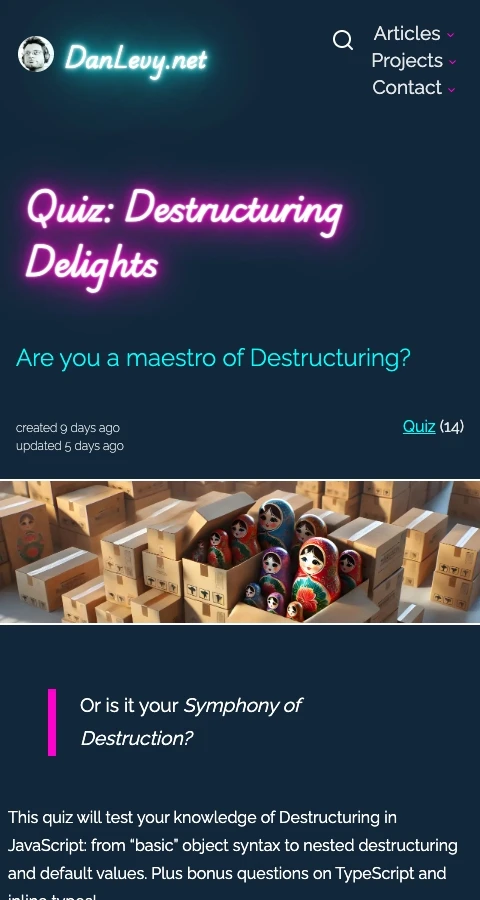 DanLevy.net
Articles
Projects
Contact
Quiz: Destructuring
Delights
Are you a maestro of Destructuring?
created 9 days ago
updated 5 days ago
Quiz (14)
Or is it your Symphony of
Destruction?
This quiz will test your knowledge of Destructuring in
JavaScript: from “basic” object syntax to nested destructuring
and default values. Plus bonus questions on TypeScript and
inline types!